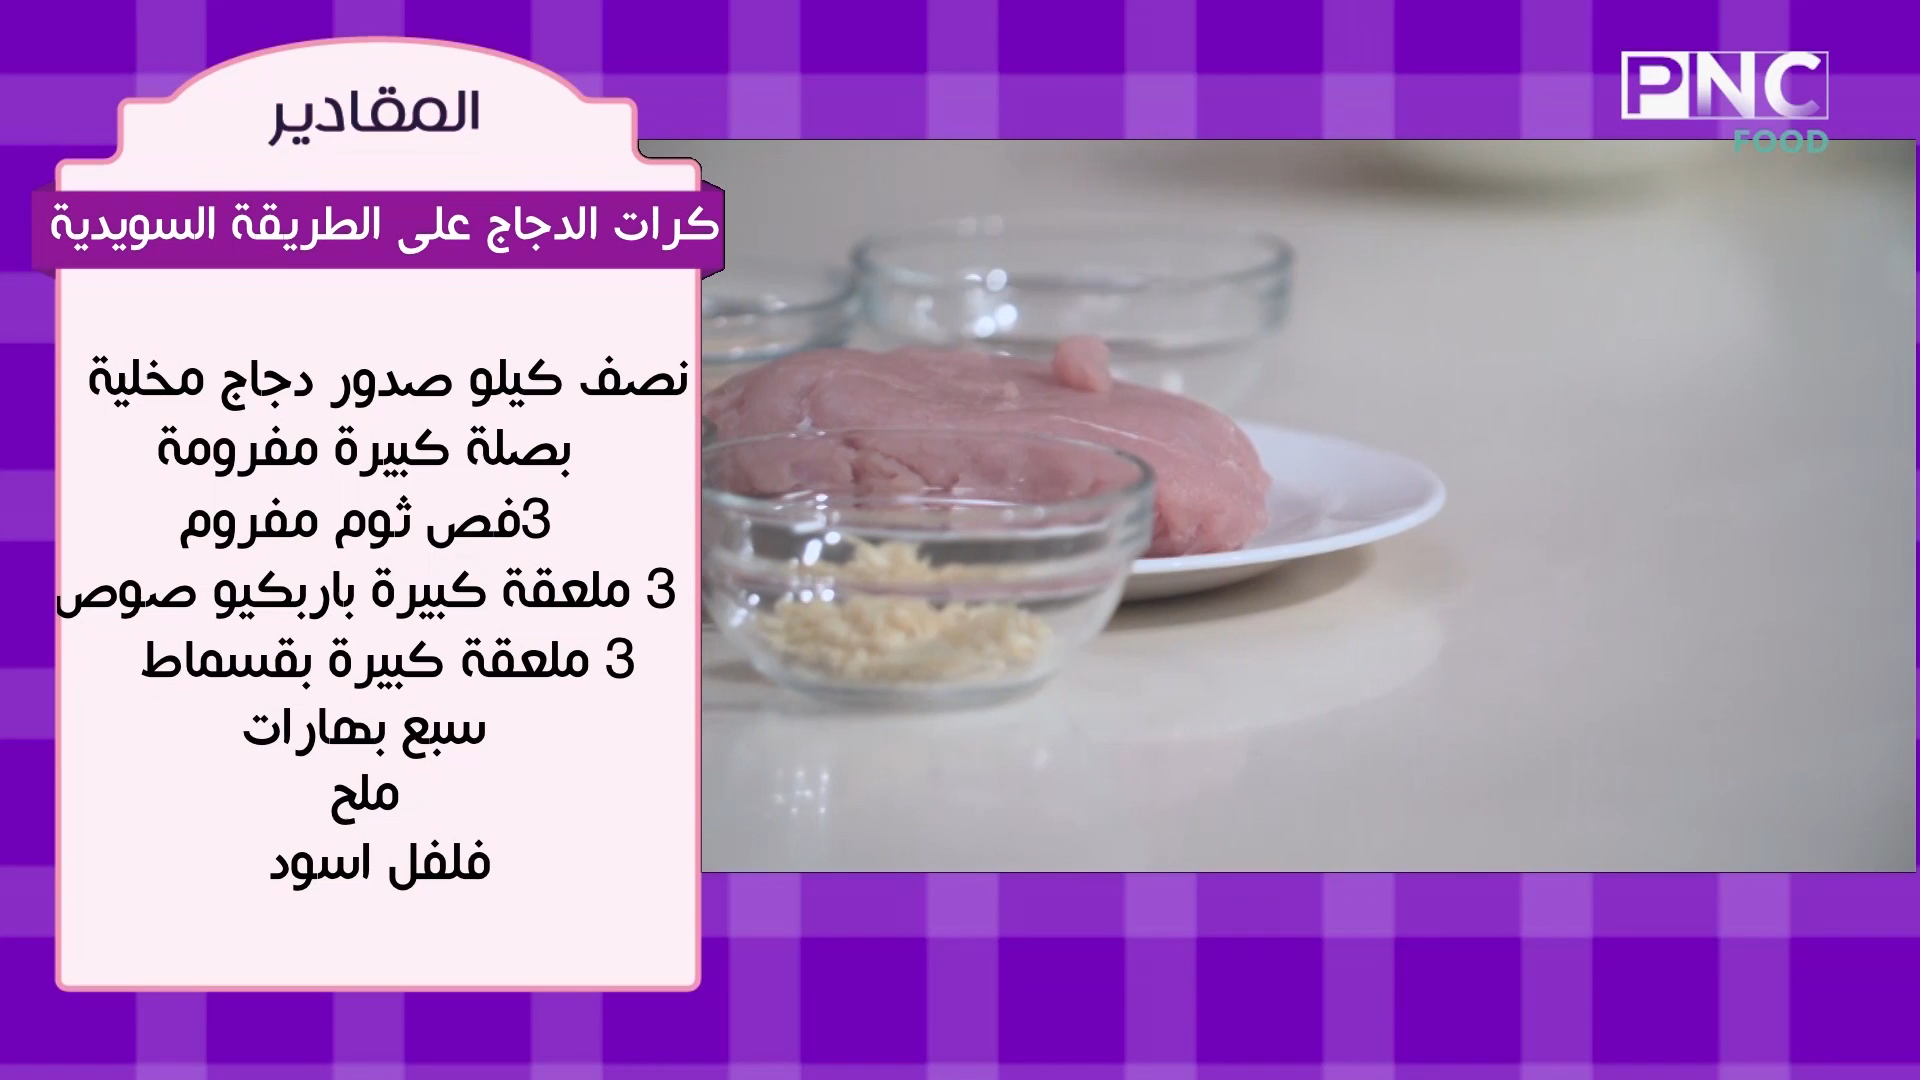 المقادير
كرات الدجاج على الطريقة السويدية
نصف كيلو صدور دجاج مخلية
بصلة كبيرة مفرومة
3فص ثوم مفروم
3 ملعقة كبيرة باربكيو صوص
3 ملعقة كبيرة بقسماط
سبع بهارات
ملح
فلفل اسود
PNC
FOOD